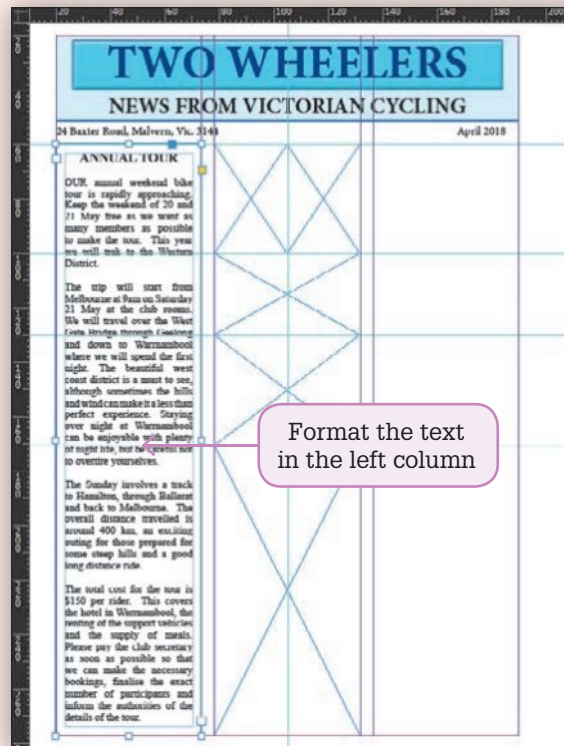 20 40 60 80 100 120 140 160 180 200
TWO WHEELERS
NEWS FROM VICTORIAN CYCLING
24 Baxter Road, Malvern, Vic. 3144 April 2018
ANNUAL TOUR
OUR annual weekend bike
tour is rapidly approaching.
Keep the weekend of 20 and
21 May free as we want as
many members as possible
to make the tour. This year
we will trek to the Western
District.
The trip will start from
Melbourne at 9am on Saturday
21 May at the club rooms.
We will travel over the West
Gate Bridge through Geelong
and down to Warrnambool
where we will spend the first
night. The beautiful west
coast district is a must to see,
although sometimes the hills
and wind can make it a less than
perfect experience. Staying
over night at Warrnambool
can be enjoyable with plenty
of night life, but be careful not
to overtire yourselves.
Format the text
in the left column
The Sunday involves a track
to Hamilton, through Ballarat
and back to Malbourne. The
overall distance travelled is
around 400 km, an exciting
outing for those prepared for
some steep hills and a good
long distance ride.
The total cost for the tour is
$150 per rider. This covers
the hotel in Warrnambool, the
renting of the support vehicles
and the supply of meals.
Please pay the club secretary
as soon as possible so that
we can make the necessary
bookings, finalise the exact
number of participants and
inform the authorities of the
details of the tour.